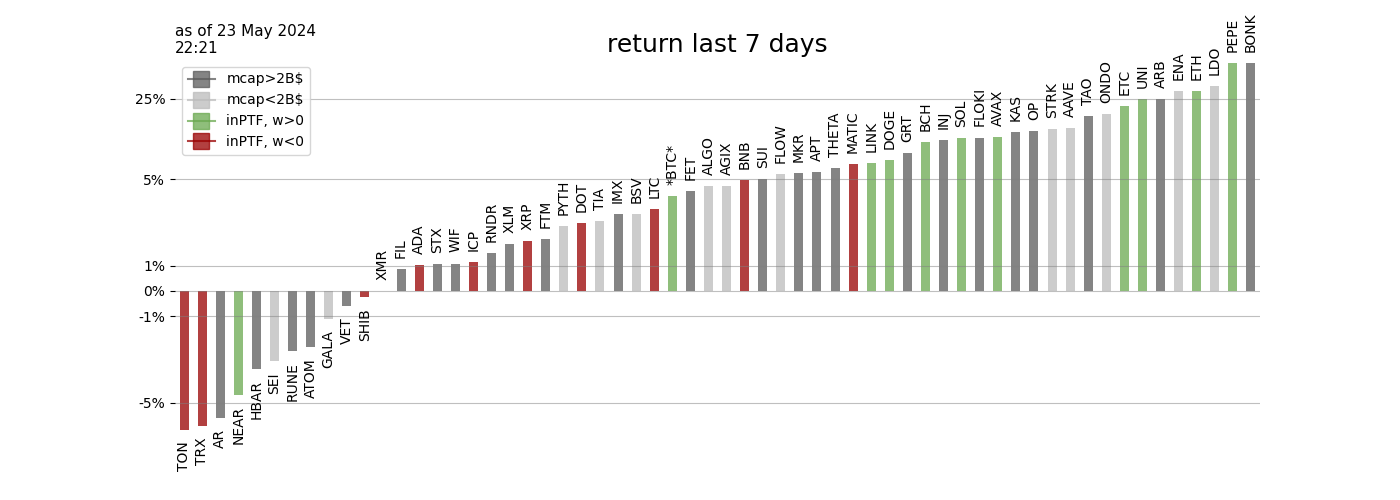 as of 23 May 2024
22:21
return last 7 days
mcap>2B$
mcap<2B$
inPTF, w>0
inPTF, w<0
25%
5%
1%
0%
-1%
-5%
TON
TRX
AR
NEAR
HBAR
SEI
RUNE
ATOM
GALA
VET
SHIB
XMR
FIL
ADA
STX
WIF
ICP
RNDR
XLM
XRP
FTM
PYTH
DOT
TIA
IMX
BSV
LTC
*BTC*
FET
ALGO
AGIX
BNB
SUI
FLOW
MKR
APT
THETA
MATIC
LINK
DOGE
GRT
BCH
INJ
SOL
FLOKI
AVAX
KAS
OP
STRK
AAVE
TAO
ONDO
ETC
UNI
ARB
ENA
ETH
LDO
PEPE
BONK